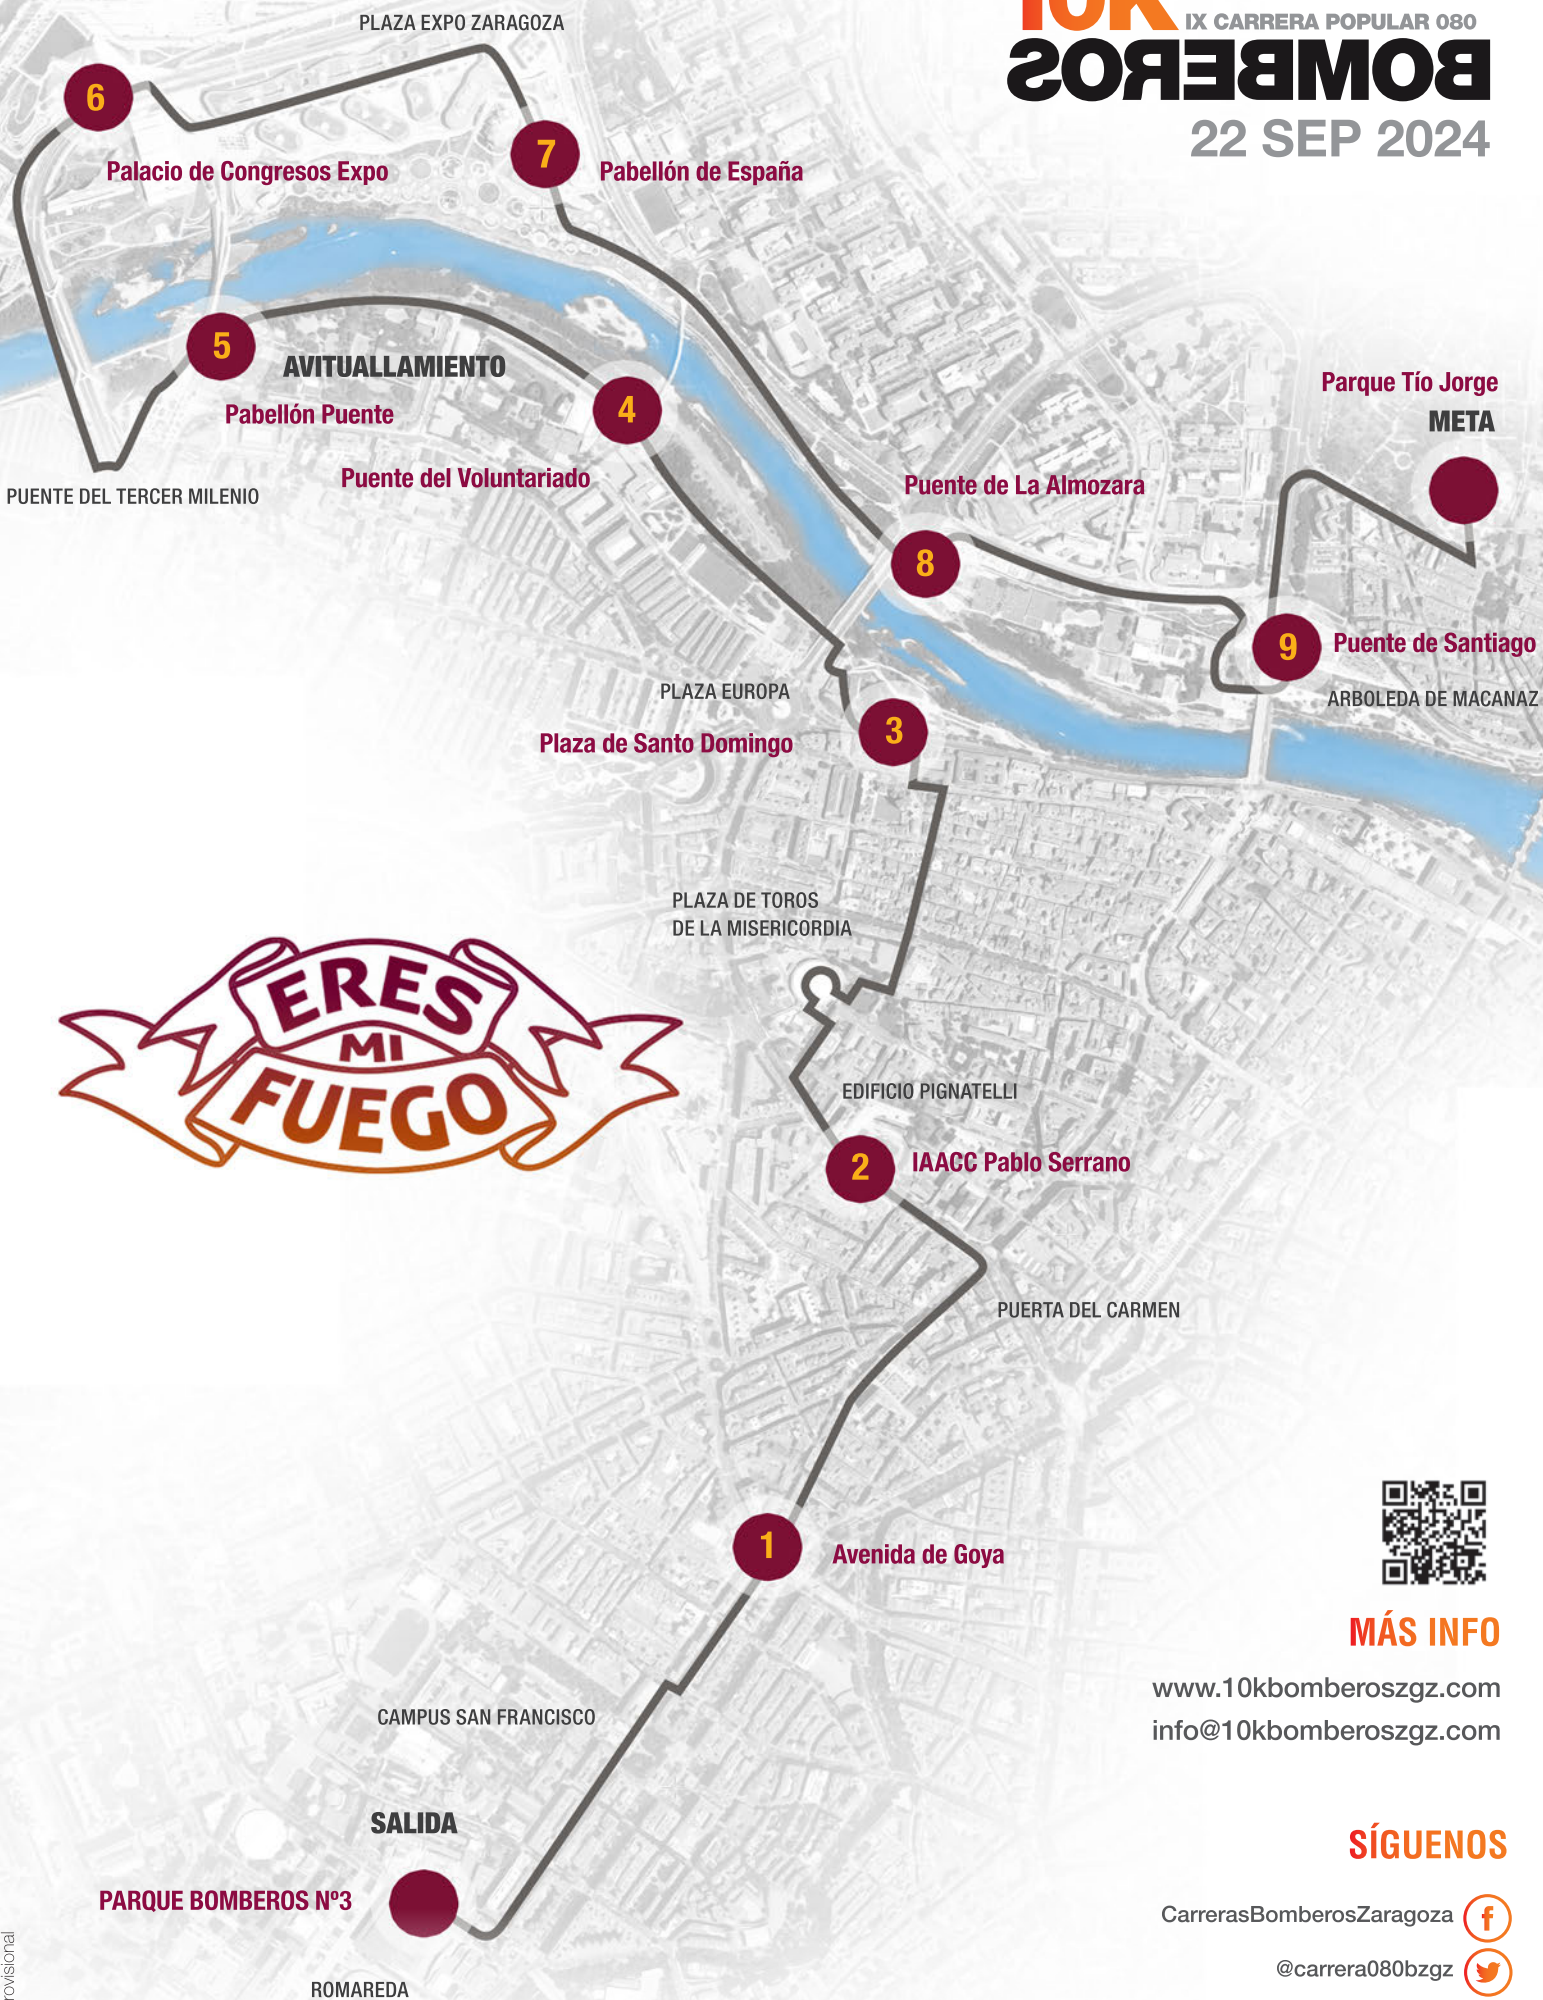 PLAZA EXPO ZARAGOZA
10K
IX CARRERA POPULAR 080
BOMBEROS
22 SEP 2024
6
7
Palacio de Congresos Expo
Pabellón de España
5
AVITUALLAMIENTO
Pabellón Puente
4
Parque Tío Jorge
META
Puente del Voluntariado
Puente de La Almozara
PUENTE DEL TERCER MILENIO
8
9
Puente de Santiago
PLAZA EUROPA
ARBOLEDA DE MACANAZ
3
Plaza de Santo Domingo
PLAZA DE TOROS
DE LA MISERICORDIA
ERES
MI
FUEGO
EDIFICIO PIGNATELLI
2
IAACC Pablo Serrano
PUERTA DEL CARMEN
1
Avenida de Goya
MÁS INFO
www.10kbomberoszgz.com
info@10kbomberoszgz.com
CAMPUS SAN FRANCISCO
SALIDA
PARQUE BOMBEROS Nº3
SÍGUENOS
CarrerasBomberosZaragoza
@carrera080bzgz
ROMAREDA
rovisional